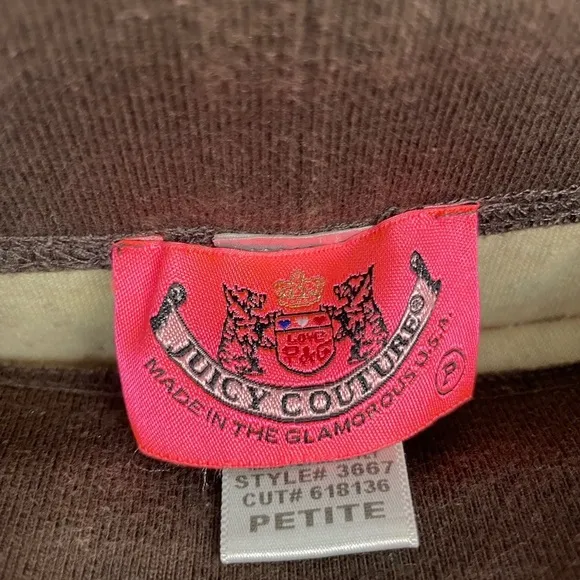 LOVE
P&G
JUICY COUTURE®
MADE IN THE GLAMOROUS U.S.A.
P
STYLE# 3667
CUT# 618136
PETITE